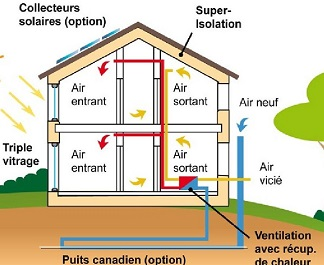 Collecteurs
solaires (option)
Super-
Isolation
Air
entrant
Air
sortant
Air neuf
Triple
vitrage
Air
entrant
Air
sortant
Air
vicié
Ventilation
avec récup.
de chaleur
Puits canadien (option)